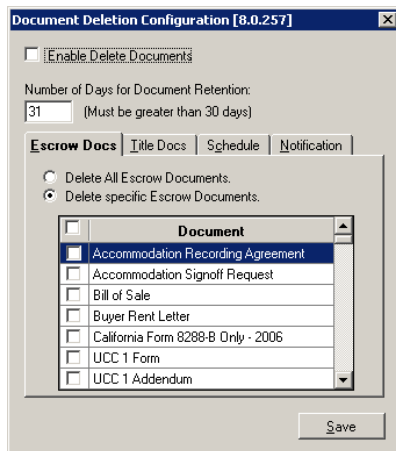 Document Deletion Configuration [8.0.257]
Enable Delete Documents
Number of Days for Document Retention:
31 (Must be greater than 30 days)
Escrow Docs Title Docs Schedule Notification
Delete All Escrow Documents.
Delete specific Escrow Documents.
Document
Accommodation Recording Agreement
Accommodation Signoff Request
Bill of Sale
Buyer Rent Letter
California Form 8288-B Only - 2006
UCC 1 Form
UCC 1 Addendum
Save